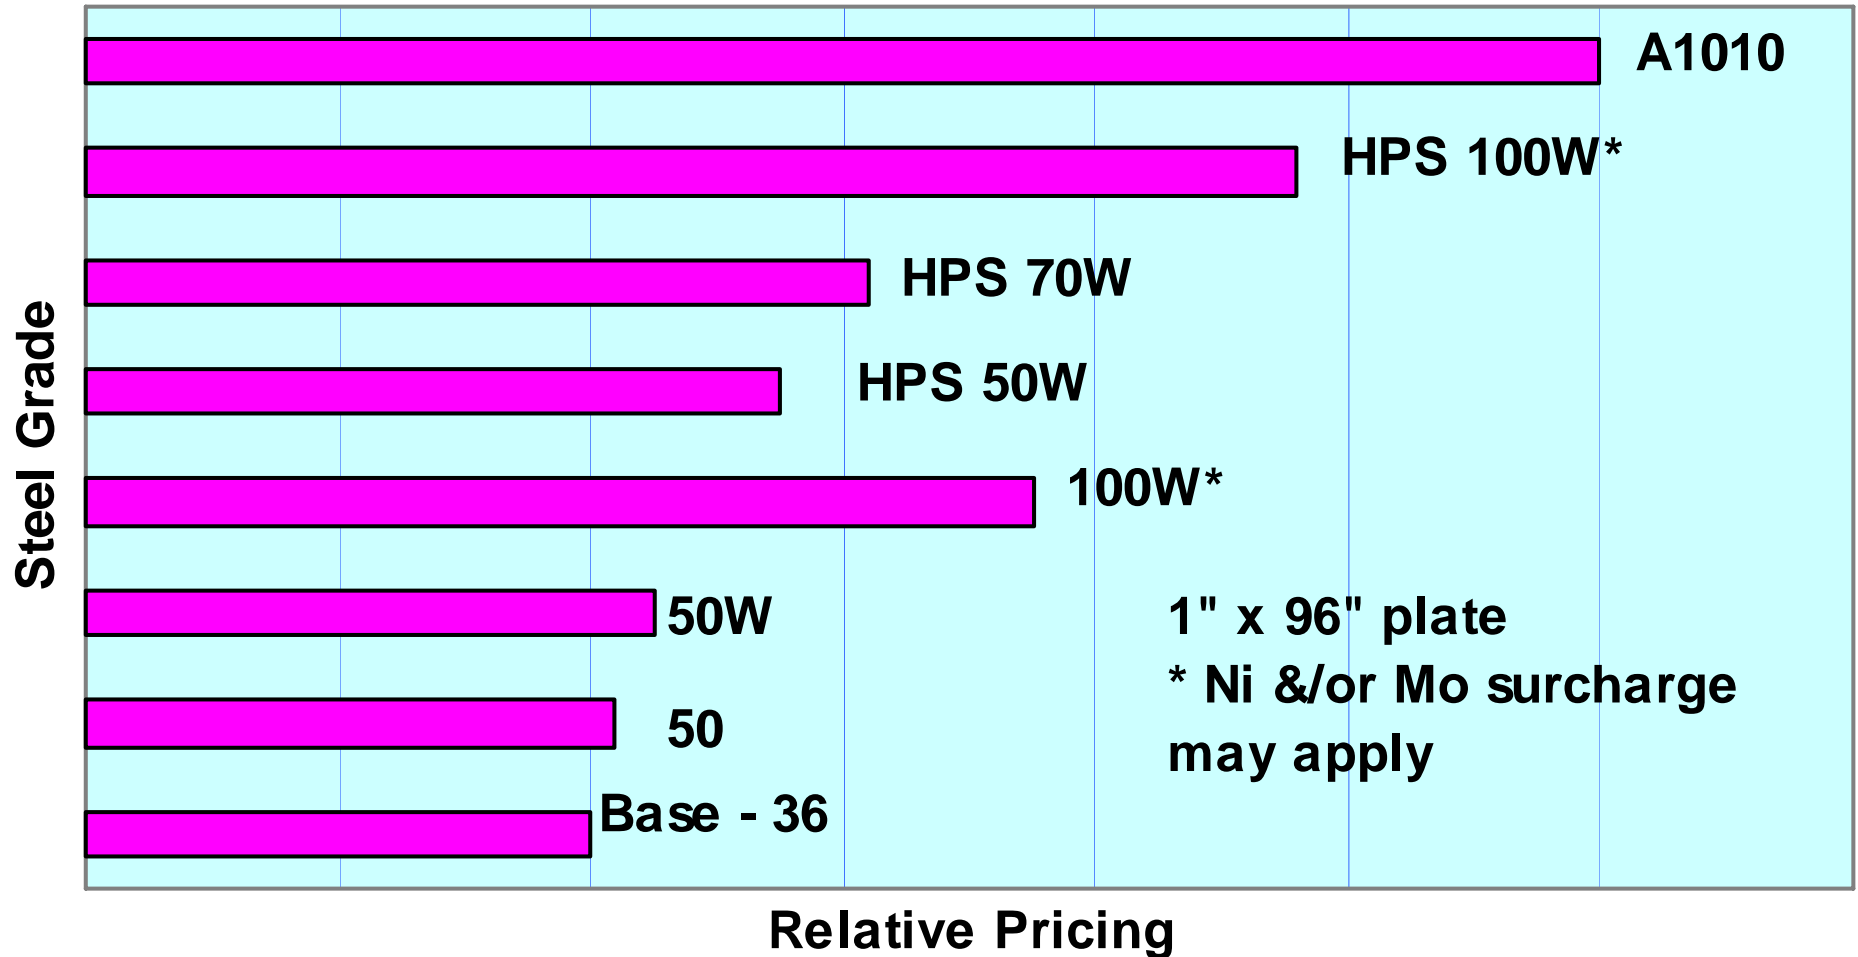 A1010
HPS 100W*
HPS 70W
HPS 50W
100W*
50W
50
Base - 36
1" x 96" plate
* Ni &/or Mo surcharge
may apply
Steel Grade
Relative Pricing